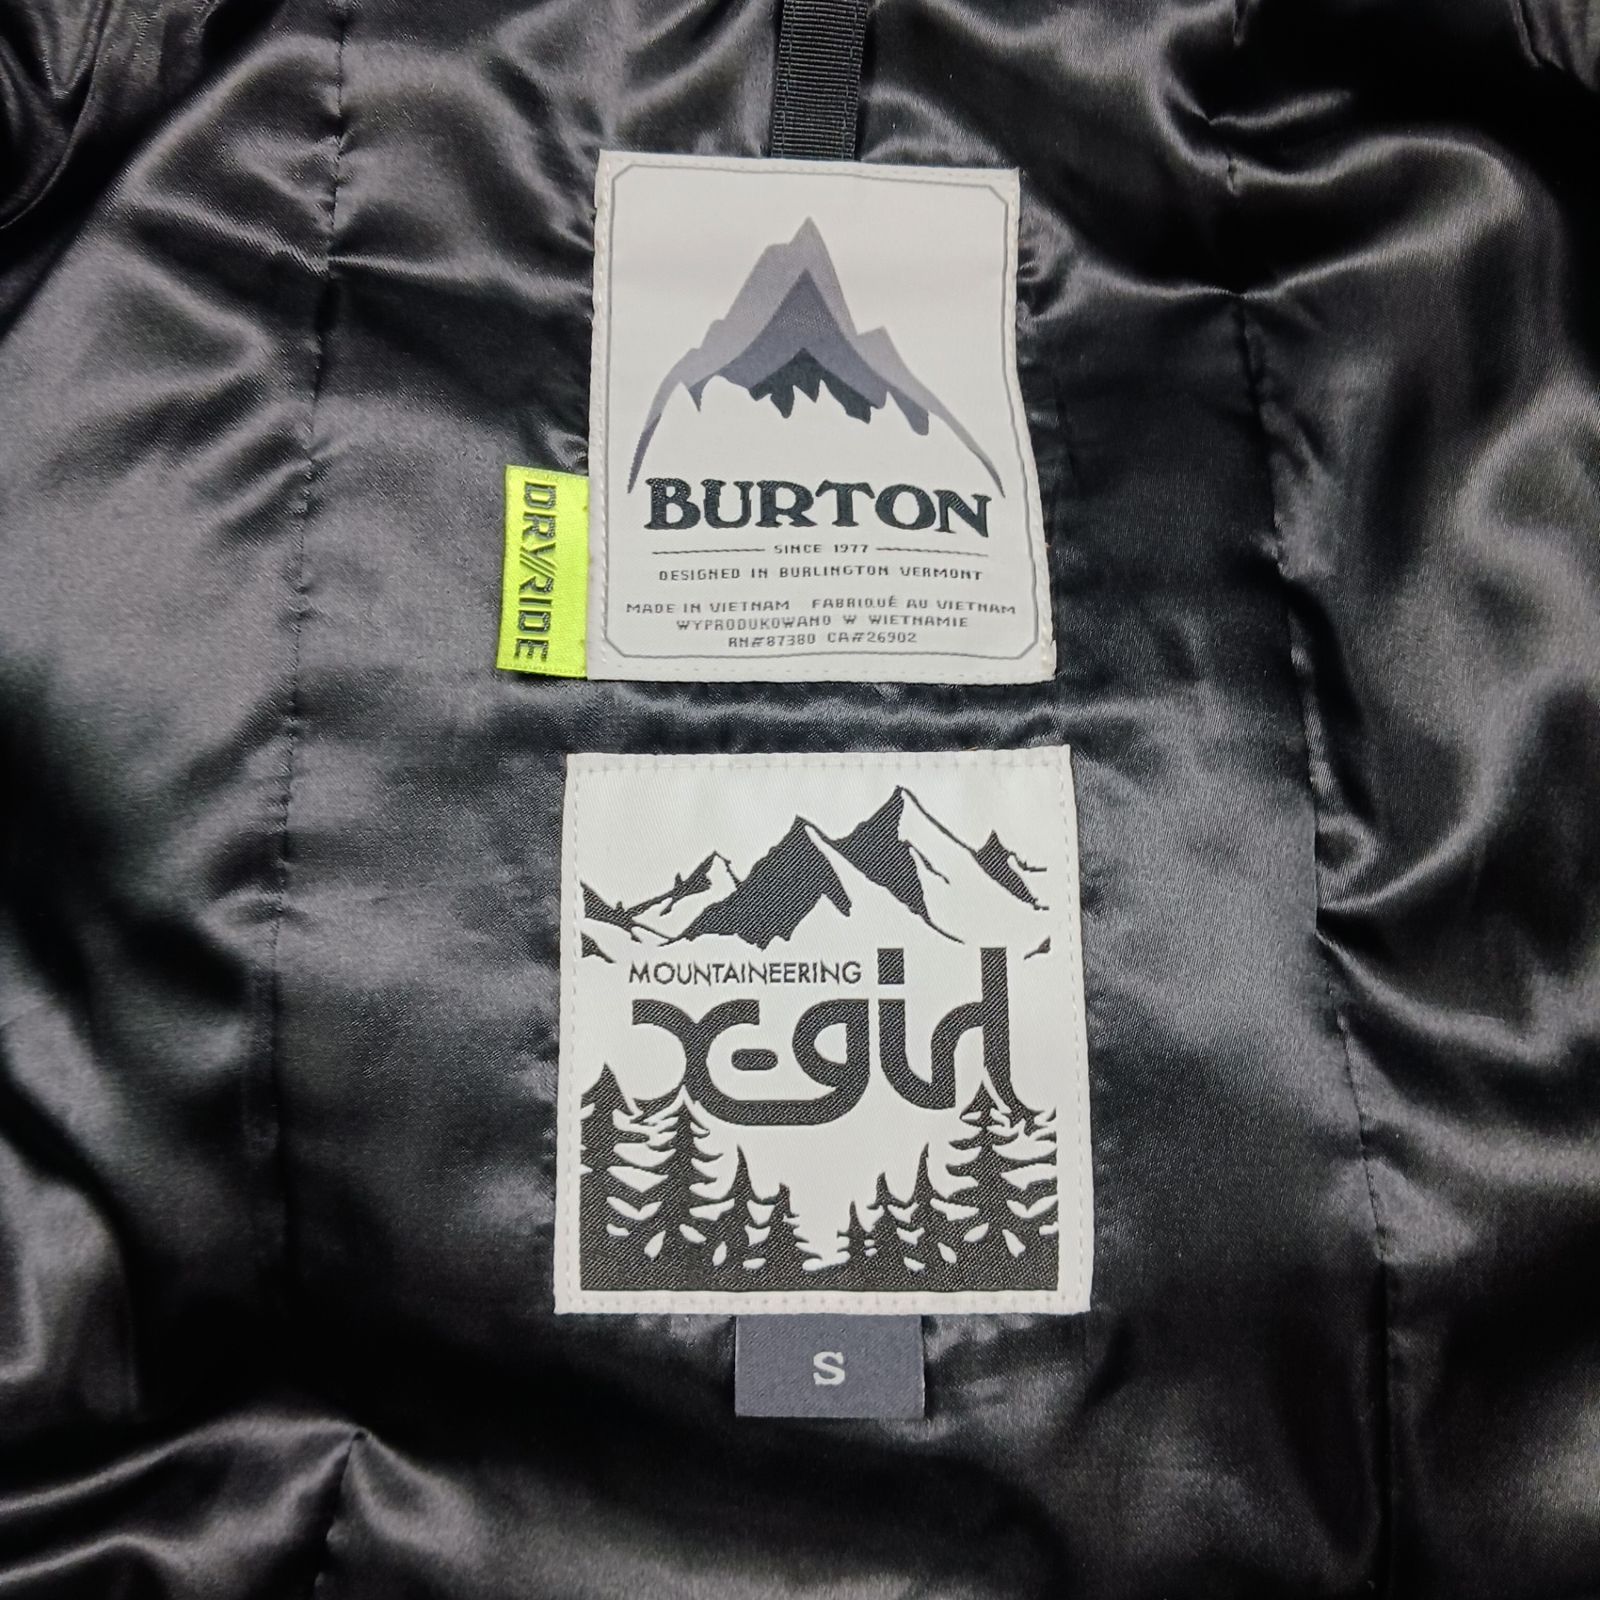 BURTON
SINCE 1977
DESIGNED IN BURLINGTON VERMONT
MADE IN VIETNAM FABRIQUÉ AU VIETNAM
WYPRODUKOWANO W WIETNAMIE
RN#87380 CA#26902
DRY//RIDE
MOUNTAINEERING
x-girl
S